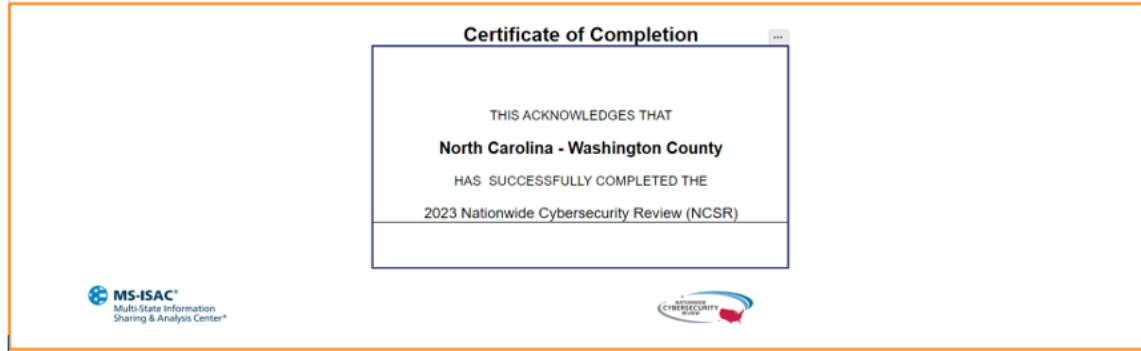 Certificate of Completion
...
THIS ACKNOWLEDGES THAT
North Carolina - Washington County
HAS SUCCESSFULLY COMPLETED THE
2023 Nationwide Cybersecurity Review (NCSR)
MS-ISAC®
Multi-State Information
Sharing & Analysis Center®
NATIONWIDE
CYBERSECURITY
REVIEW